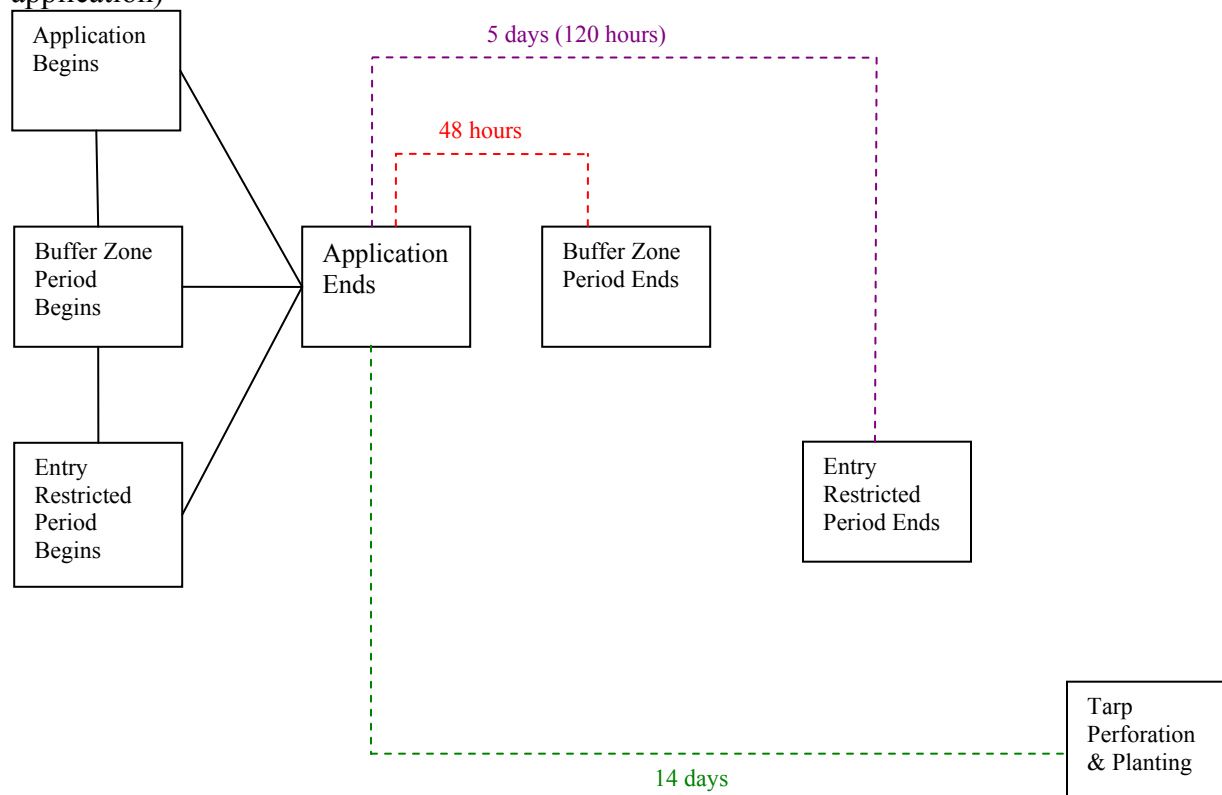 application)
Application
Begins
5 days (120 hours)
48 hours
Buffer Zone
Period
Begins
Application
Ends
Buffer Zone
Period Ends
Entry
Restricted
Period
Begins
Entry
Restricted
Period Ends
Tarp
Perforation
& Planting
14 days